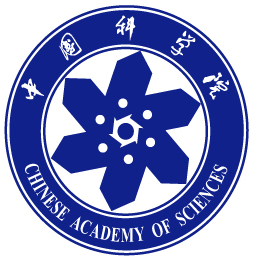 中国科学院
CHINESE ACADEMY OF SCIENCES